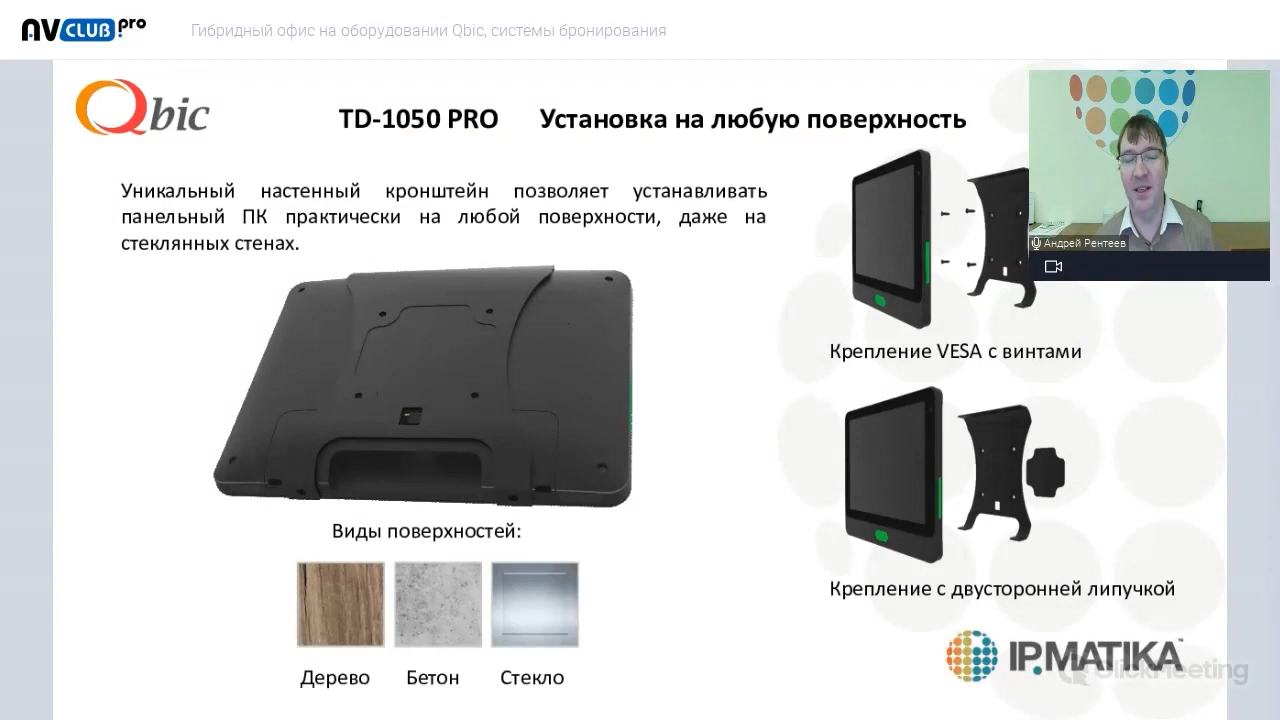 AVCLUB.pro
Гибридный офис на оборудовании Qbic, системы бронирования
Qbic
TD-1050 PRO Установка на любую поверхность
Уникальный настенный кронштейн позволяет устанавливать
панельный ПК практически на любой поверхности, даже на
стеклянных стенах.
Андрей Рентеев
Крепление VESA с винтами
Виды поверхностей:
Крепление с двусторонней липучкой
Дерево Бетон Стекло
IPMATIKA™
ClickMeeting